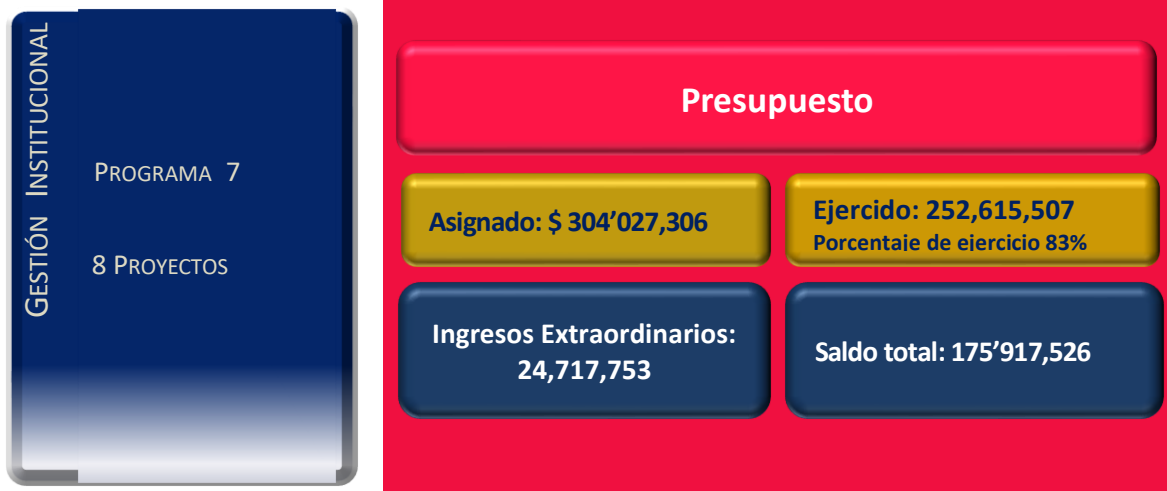 GESTIÓN INSTITUCIONAL
PROGRAMA 7
8 PROYECTOS
Presupuesto
Asignado: $ 304’027,306
Ejercido: 252,615,507
Porcentaje de ejercicio 83%
Ingresos Extraordinarios:
24,717,753
Saldo total: 175’917,526